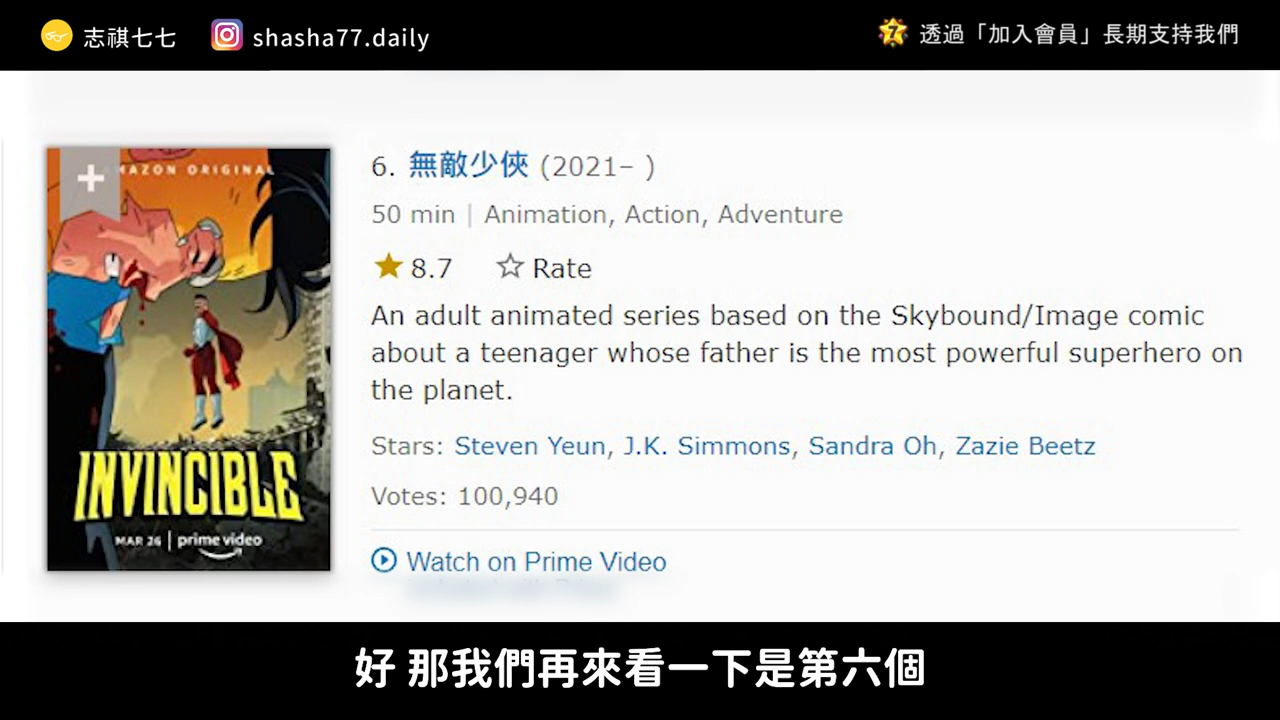 志祺七七 shasha77.daily 透過「加入會員」長期支持我們
AMAZON ORIGINAL
INVINCIBLE
MAR 26 | prime video
6. 無敵少俠 (2021– )
50 min | Animation, Action, Adventure
8.7 Rate
An adult animated series based on the Skybound/Image comic
about a teenager whose father is the most powerful superhero on
the planet.
Stars: Steven Yeun, J.K. Simmons, Sandra Oh, Zazie Beetz
Votes: 100,940
Watch on Prime Video
好 那我們再來看一下是第六個